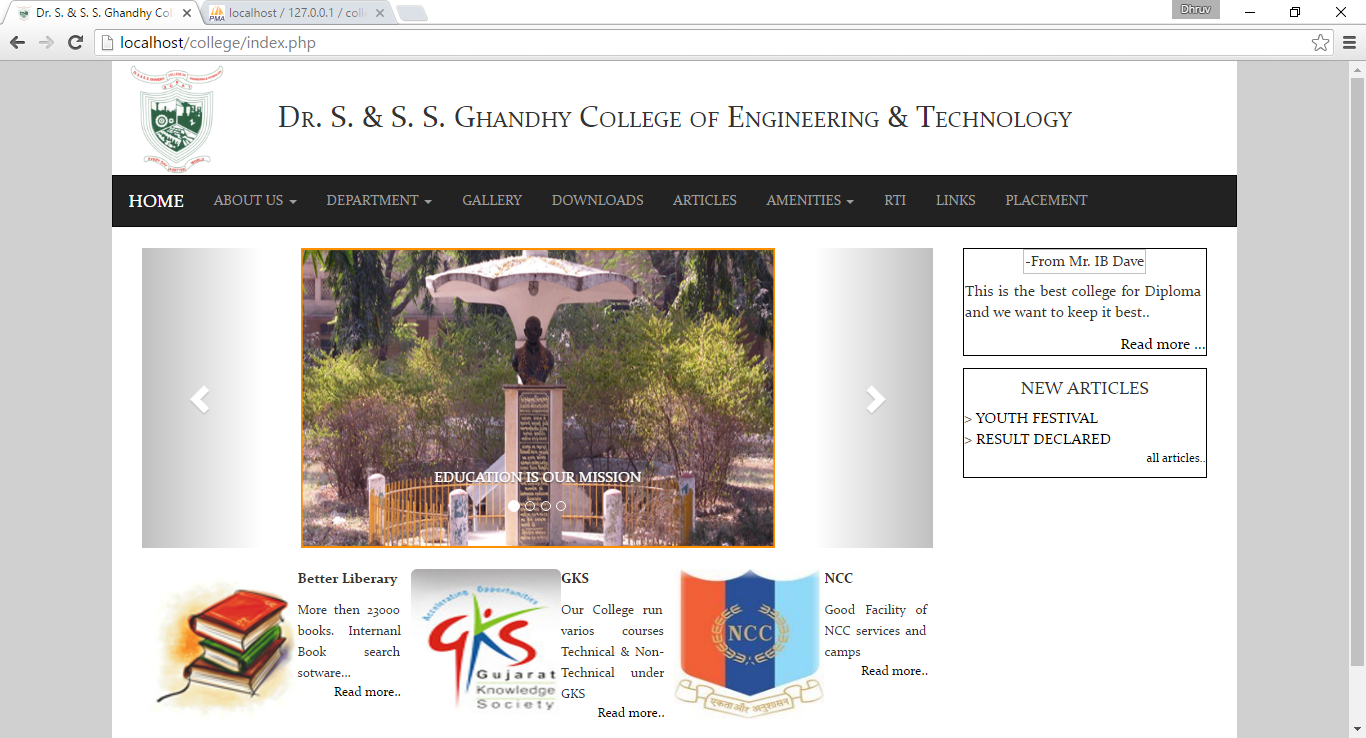 Dr. S. & S. S. Ghandhy Col
localhost / 127.0.0.1 / coll
Dhruv
localhost/college/index.php
Dr. S. & S. S. Ghandhy College of Engineering & Technology
HOME ABOUT US DEPARTMENT GALLERY DOWNLOADS ARTICLES AMENITIES RTI LINKS PLACEMENT
EDUCATION IS OUR MISSION
-From Mr. IB Dave
This is the best college for Diploma
and we want to keep it best..
Read more ...
NEW ARTICLES
> YOUTH FESTIVAL
> RESULT DECLARED
all articles..
Better Liberary
More then 23000
books. Internanl
Book search
sotware...
Read more..
Accelerating Opportunities
GKS
Gujarat
Knowledge
Society
GKS
Our College run
varios courses
Technical & Non-
Technical under
GKS
Read more..
NCC
एकता और अनुशासन
NCC
Good Facility of
NCC services and
camps
Read more..